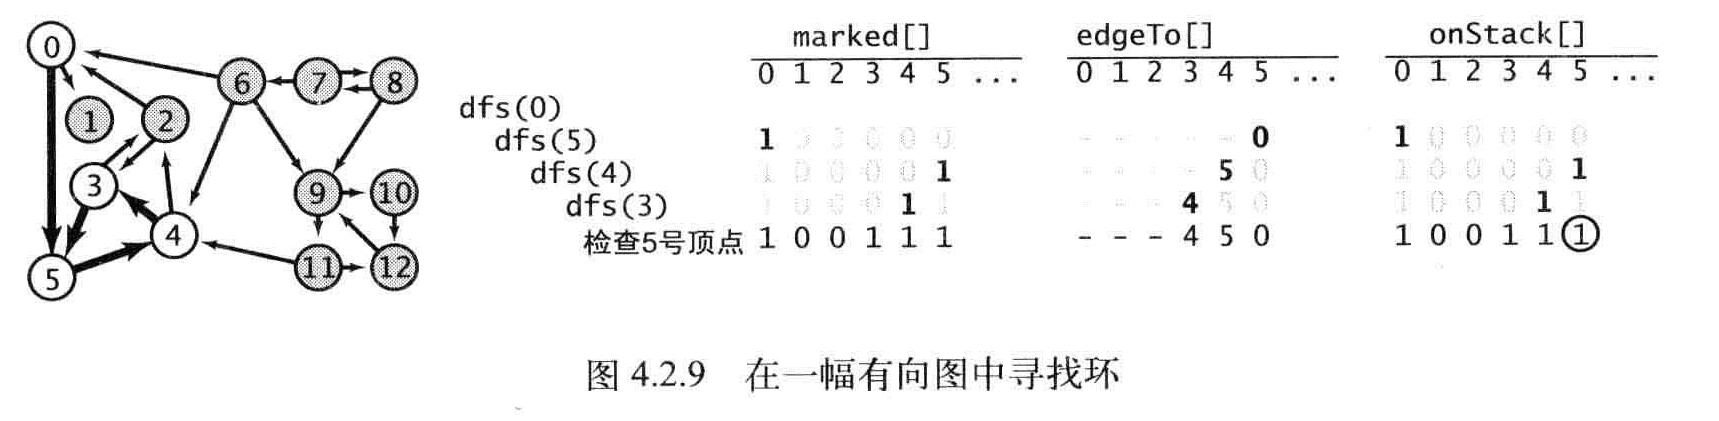 marked[] edgeTo[] onStack[]
0 1 2 3 4 5 ... 0 1 2 3 4 5 ... 0 1 2 3 4 5 ...
dfs(0)
dfs(5) 1 0 0 0 0 0 - - - - - 0 1 0 0 0 0 0
dfs(4) 1 0 0 0 0 1 - - - - 5 0 1 0 0 0 0 1
dfs(3) 1 0 0 0 1 1 - - - 4 5 0 1 0 0 0 1 1
检查5号顶点 1 0 0 1 1 1 - - - 4 5 0 1 0 0 1 1 1
0
6 7 8
1 2
3 9 10
4
5 11 12
图 4.2.9 在一幅有向图中寻找环